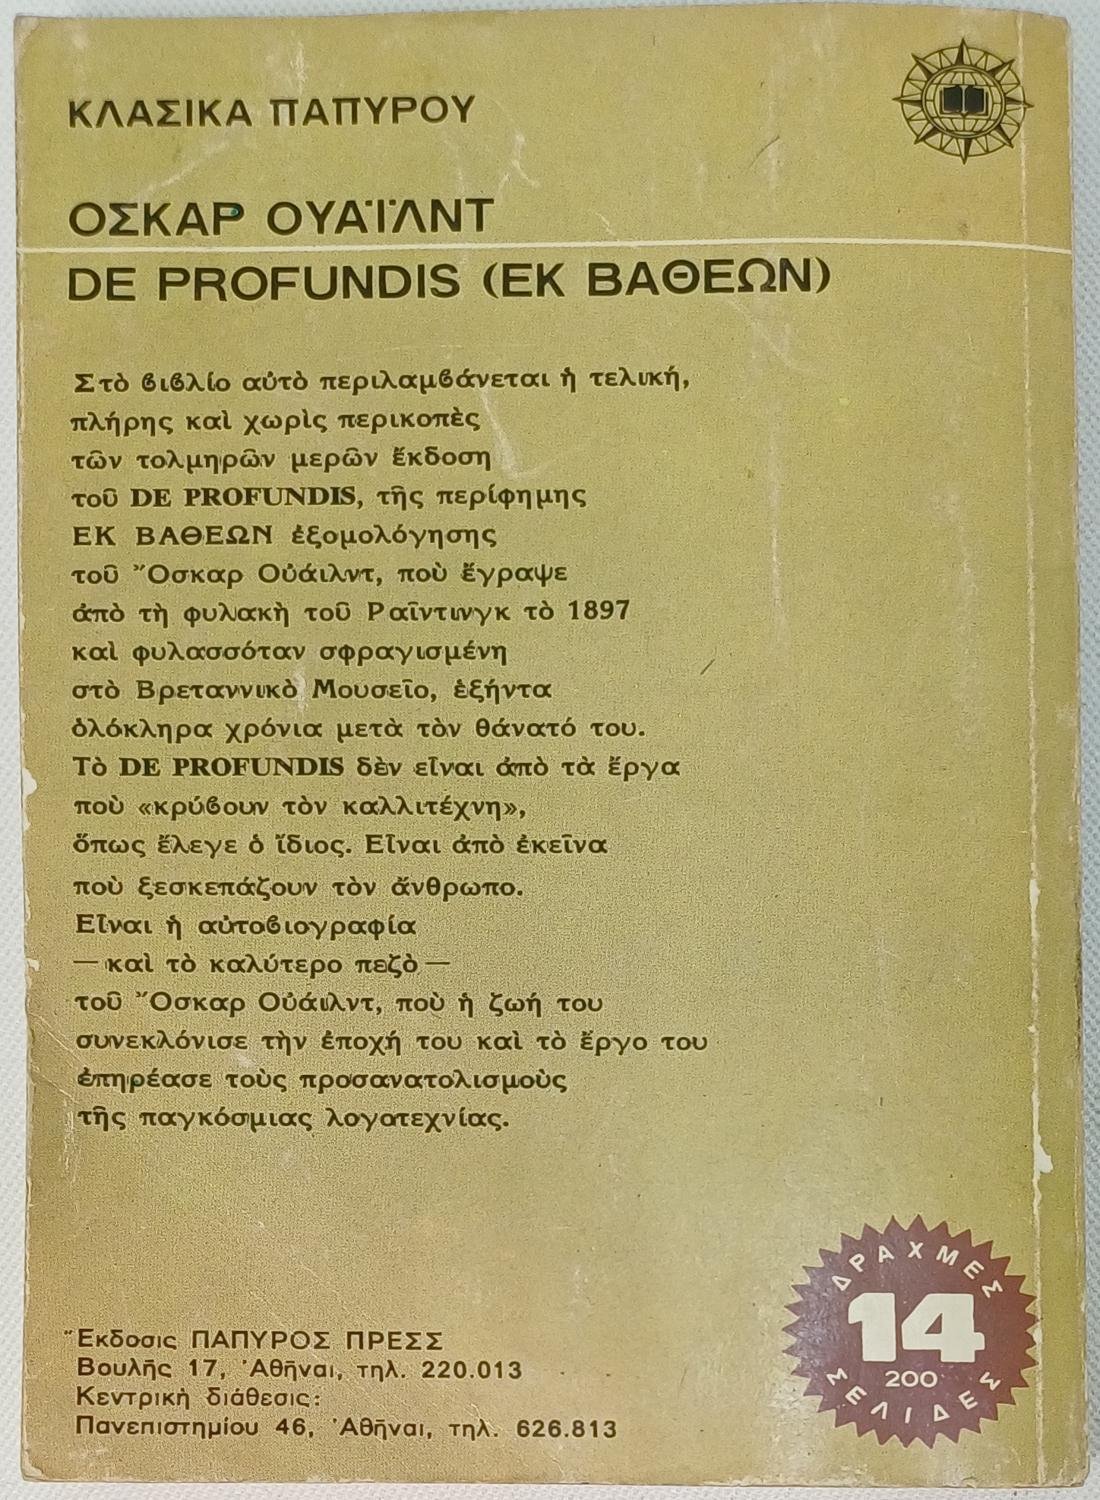 ΚΛΑΣΙΚΑ ΠΑΠΥΡΟΥ
ΟΣΚΑΡ ΟΥΑΪΛΝΤ
DE PROFUNDIS (ΕΚ ΒΑΘΕΩΝ)
Στὸ βιβλίο αὐτὸ περιλαμβάνεται ἡ τελική,
πλήρης καὶ χωρὶς περικοπὲς
τῶν τολμηρῶν μερῶν ἔκδοση
τοῦ DE PROFUNDIS, τῆς περίφημης
ΕΚ ΒΑΘΕΩΝ ἐξομολόγησης
τοῦ Ὄσκαρ Οὐάιλντ, ποὺ ἔγραψε
ἀπὸ τὴ φυλακὴ τοῦ Ραῖντινγκ τὸ 1897
καὶ φυλασσόταν σφραγισμένη
στὸ Βρεταννικὸ Μουσεῖο, ἑξήντα
ὁλόκληρα χρόνια μετὰ τὸν θάνατό του.
Τὸ DE PROFUNDIS δὲν εἶναι ἀπὸ τὰ ἔργα
ποὺ «κρύβουν τὸν καλλιτέχνη»,
ὅπως ἔλεγε ὁ ἴδιος. Εἶναι ἀπὸ ἐκεῖνα
ποὺ ξεσκεπάζουν τὸν ἄνθρωπο.
Εἶναι ἡ αὐτοβιογραφία
— καὶ τὸ καλύτερο πεζὸ —
τοῦ Ὄσκαρ Οὐάιλντ, ποὺ ἡ ζωή του
συνεκλόνισε τὴν ἐποχή του καὶ τὸ ἔργο του
ἐπηρέασε τοὺς προσανατολισμοὺς
τῆς παγκόσμιας λογοτεχνίας.
Ἔκδοσις ΠΑΠΥΡΟΣ ΠΡΕΣΣ
Βουλῆς 17, Ἀθῆναι, τηλ. 220.013
Κεντρικὴ διάθεσις:
Πανεπιστημίου 46, Ἀθῆναι, τηλ. 626.813
ΔΡΑΧΜΕΣ
14
200
ΣΕΛΙΔΕΣ